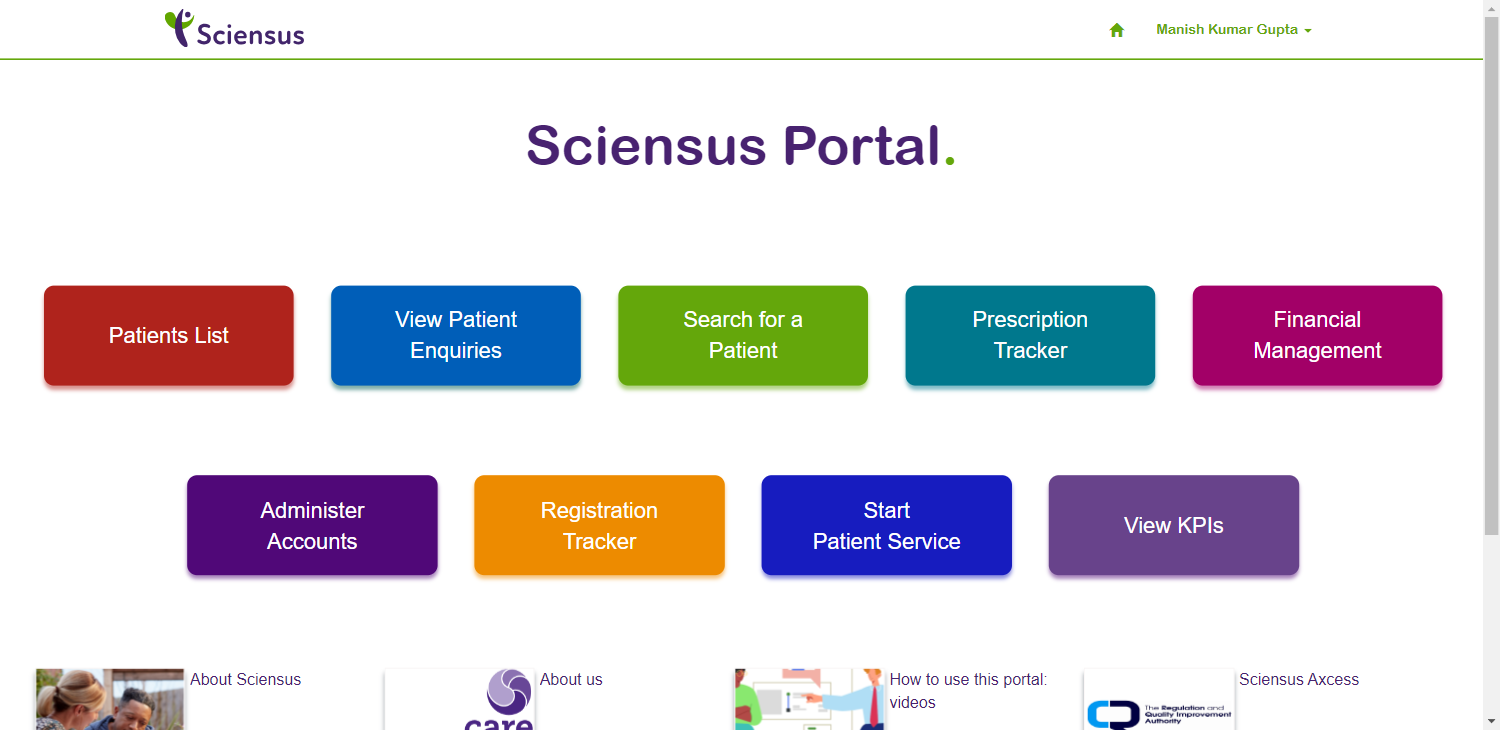 Sciensus
Manish Kumar Gupta
Sciensus Portal.
Patients List
View Patient
Enquiries
Search for a
Patient
Prescription
Tracker
Financial
Management
Administer
Accounts
Registration
Tracker
Start
Patient Service
View KPIs
About Sciensus
care
About us
How to use this portal:
videos
The Regulation and
Quality Improvement
Authority
Sciensus Axcess